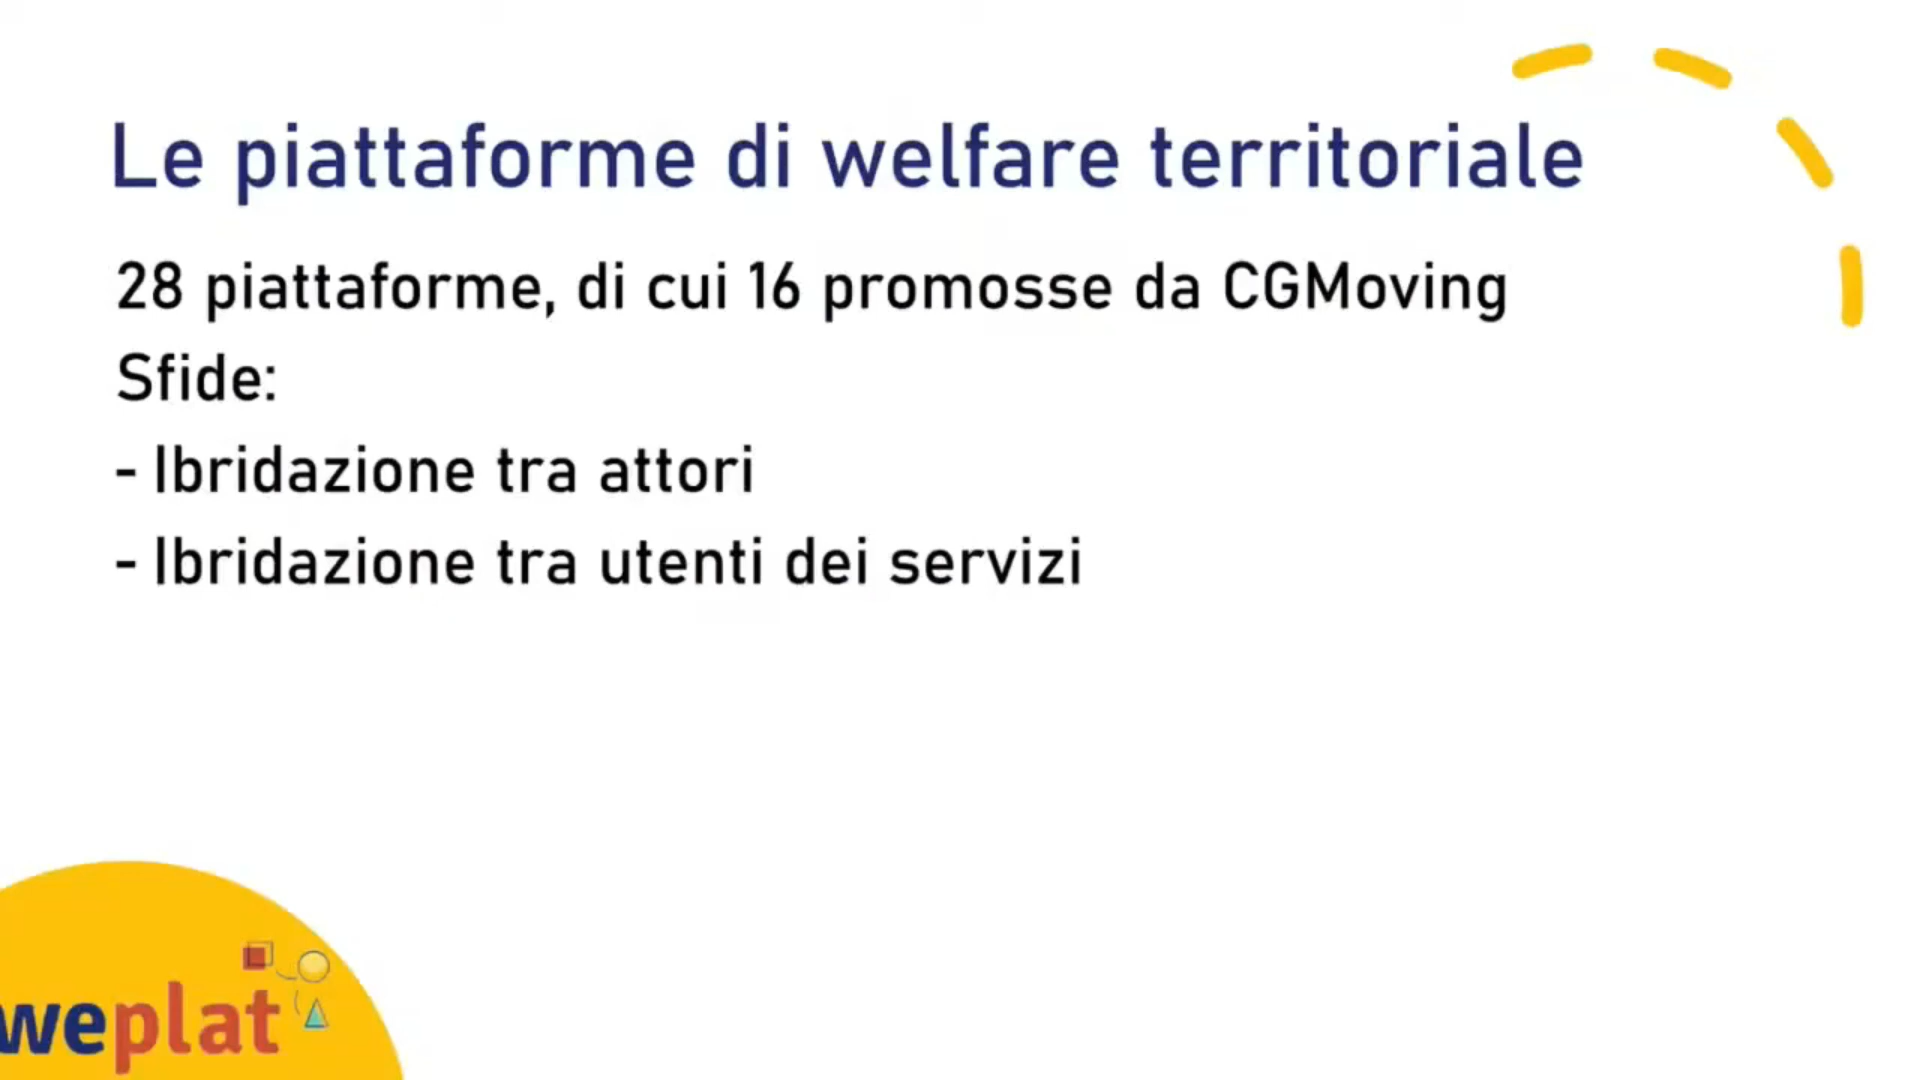 Le piattaforme di welfare territoriale
28 piattaforme, di cui 16 promosse da CGMoving
Sfide:
- Ibridazione tra attori
- Ibridazione tra utenti dei servizi
weplat